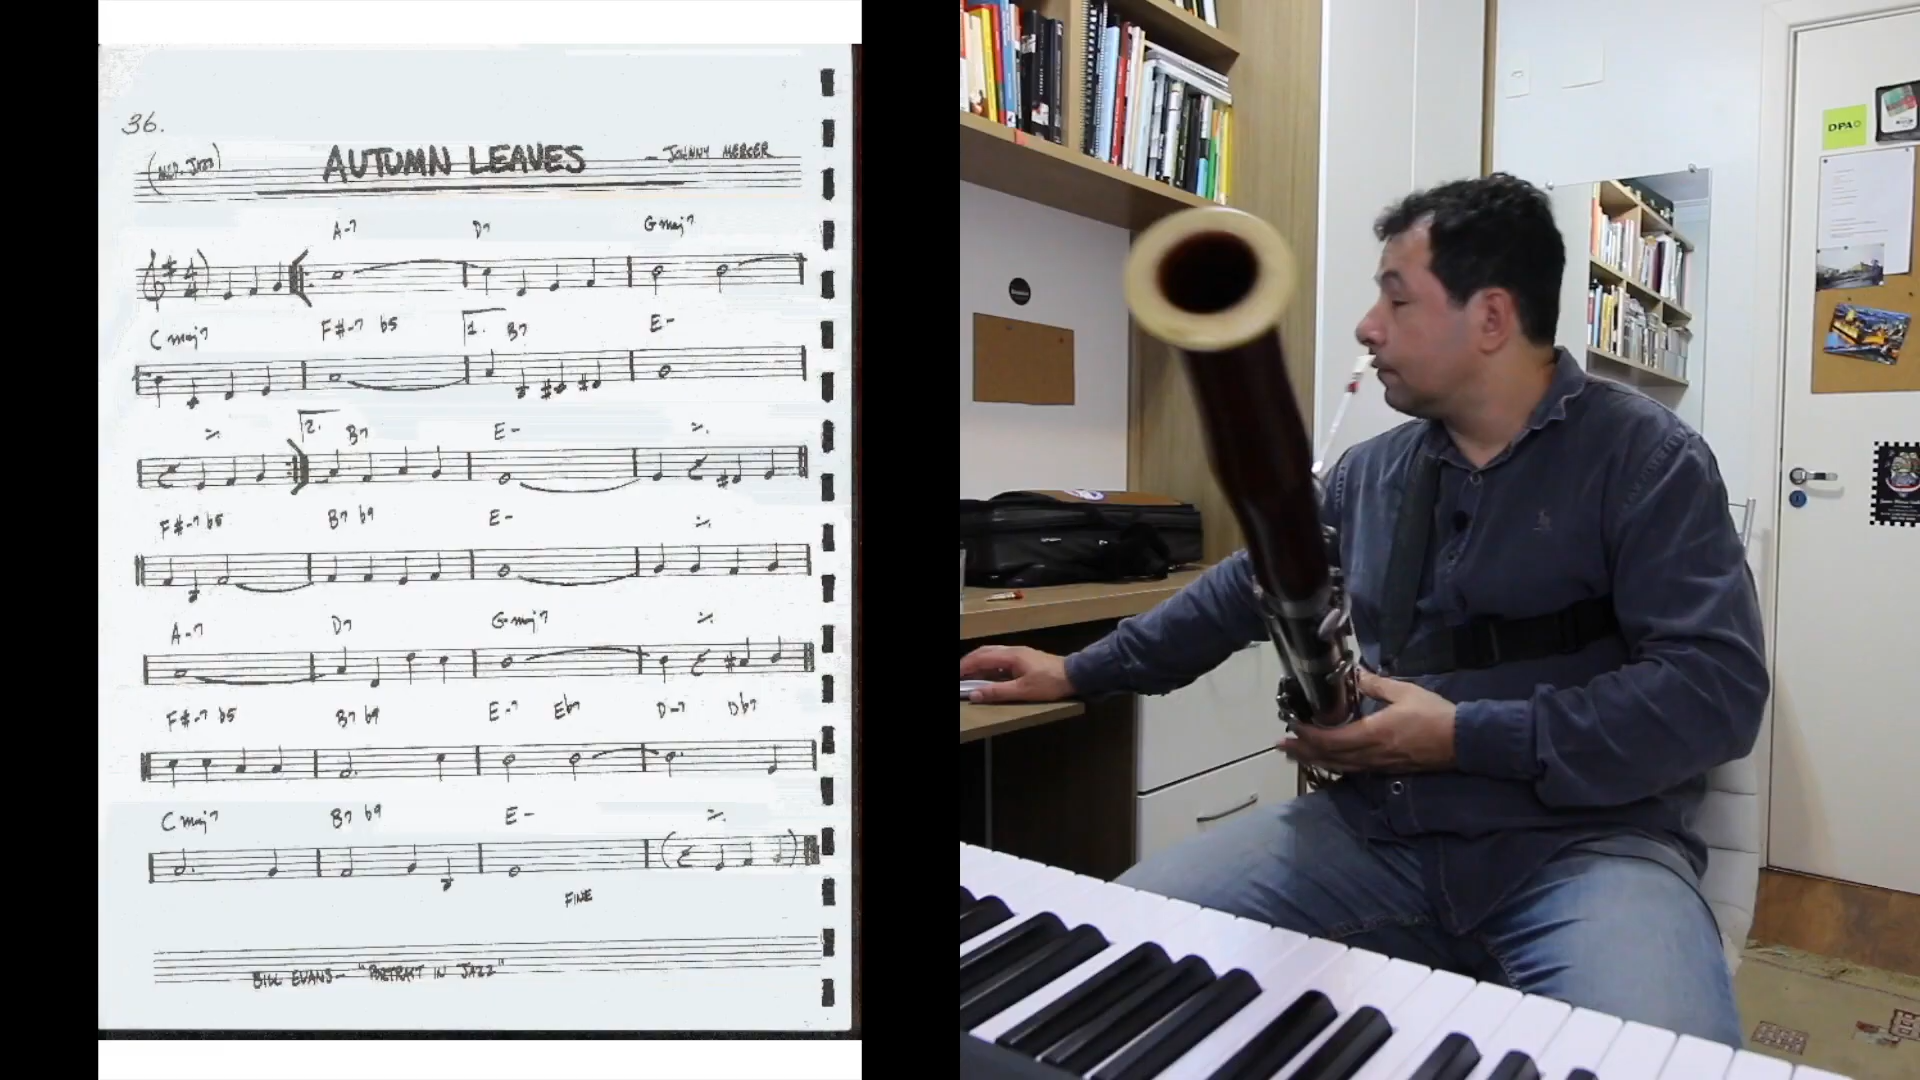 36.
(MED. JAZZ) AUTUMN LEAVES - JOHNNY MERCER
A-7 D7 Gmaj7
4/4
Cmaj7 F#-7 b5 1. B7 E-
2. B7 E-
F#-7 b5 B7 b9 E-
A-7 D7 Gmaj7
F#-7 b5 B7 b9 E-7 Eb7 D-7 Db7
Cmaj7 B7 b9 E-
FINE
BILL EVANS - "PORTRAIT IN JAZZ"
DPA